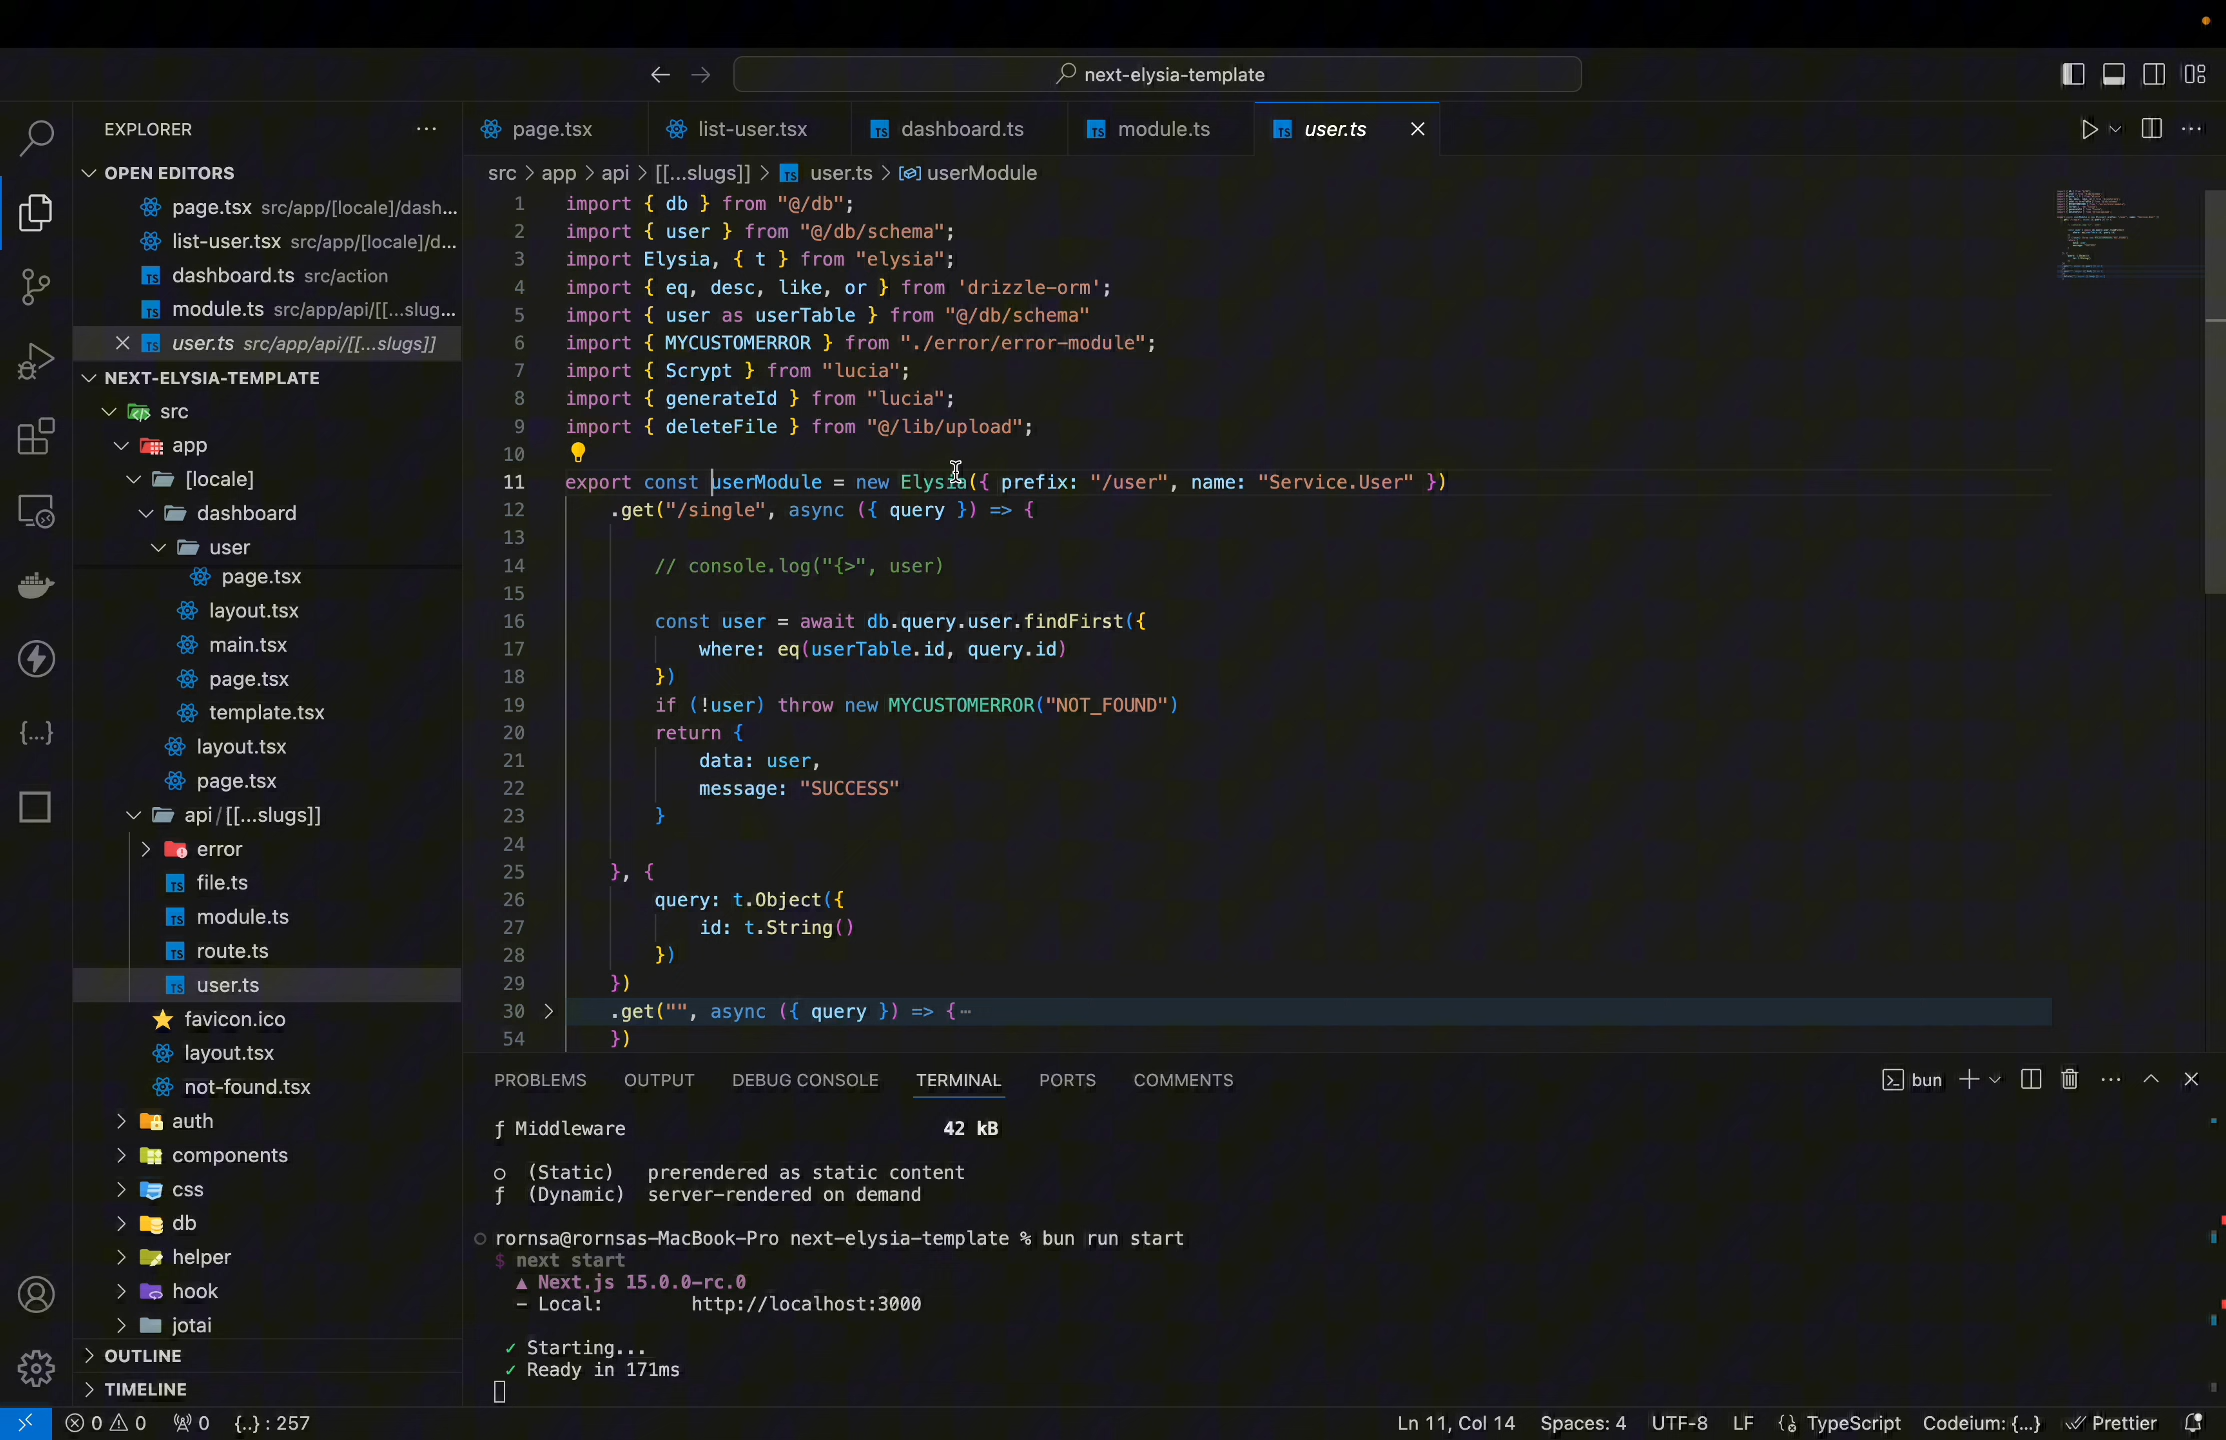 next-elysia-template
EXPLORER
OPEN EDITORS
page.tsx src/app/[locale]/dash...
list-user.tsx src/app/[locale]/d...
dashboard.ts src/action
module.ts src/app/api/[[...slug...
user.ts src/app/api/[[...slugs]]
NEXT-ELYSIA-TEMPLATE
src
app
[locale]
dashboard
user
page.tsx
layout.tsx
main.tsx
page.tsx
template.tsx
layout.tsx
page.tsx
api/[[...slugs]]
error
file.ts
module.ts
route.ts
user.ts
favicon.ico
layout.tsx
not-found.tsx
auth
components
css
db
helper
hook
jotai
OUTLINE
TIMELINE
page.tsx list-user.tsx dashboard.ts module.ts user.ts
src > app > api > [[...slugs]] > user.ts > userModule
1 import { db } from "@/db";
2 import { user } from "@/db/schema";
3 import Elysia, { t } from "elysia";
4 import { eq, desc, like, or } from 'drizzle-orm';
5 import { user as userTable } from "@/db/schema"
6 import { MYCUSTOMERROR } from "./error/error-module";
7 import { Scrypt } from "lucia";
8 import { generateId } from "lucia";
9 import { deleteFile } from "@/lib/upload";
10
11 export const userModule = new Elysia({ prefix: "/user", name: "Service.User" })
12 .get("/single", async ({ query }) => {
13
14 // console.log("{>", user)
15
16 const user = await db.query.user.findFirst({
17 where: eq(userTable.id, query.id)
18 })
19 if (!user) throw new MYCUSTOMERROR("NOT_FOUND")
20 return {
21 data: user,
22 message: "SUCCESS"
23 }
24
25 }, {
26 query: t.Object({
27 id: t.String()
28 })
29 })
30 .get("", async ({ query }) => {⋯
54 })
PROBLEMS OUTPUT DEBUG CONSOLE TERMINAL PORTS COMMENTS
bun
ƒ Middleware 42 kB
○ (Static) prerendered as static content
ƒ (Dynamic) server-rendered on demand
rornsa@rornsas-MacBook-Pro next-elysia-template % bun run start
$ next start
▲ Next.js 15.0.0-rc.0
- Local: http://localhost:3000
✓ Starting...
✓ Ready in 171ms
0 0 0 {..} : 257
Ln 11, Col 14 Spaces: 4 UTF-8 LF TypeScript Codeium: {...} Prettier